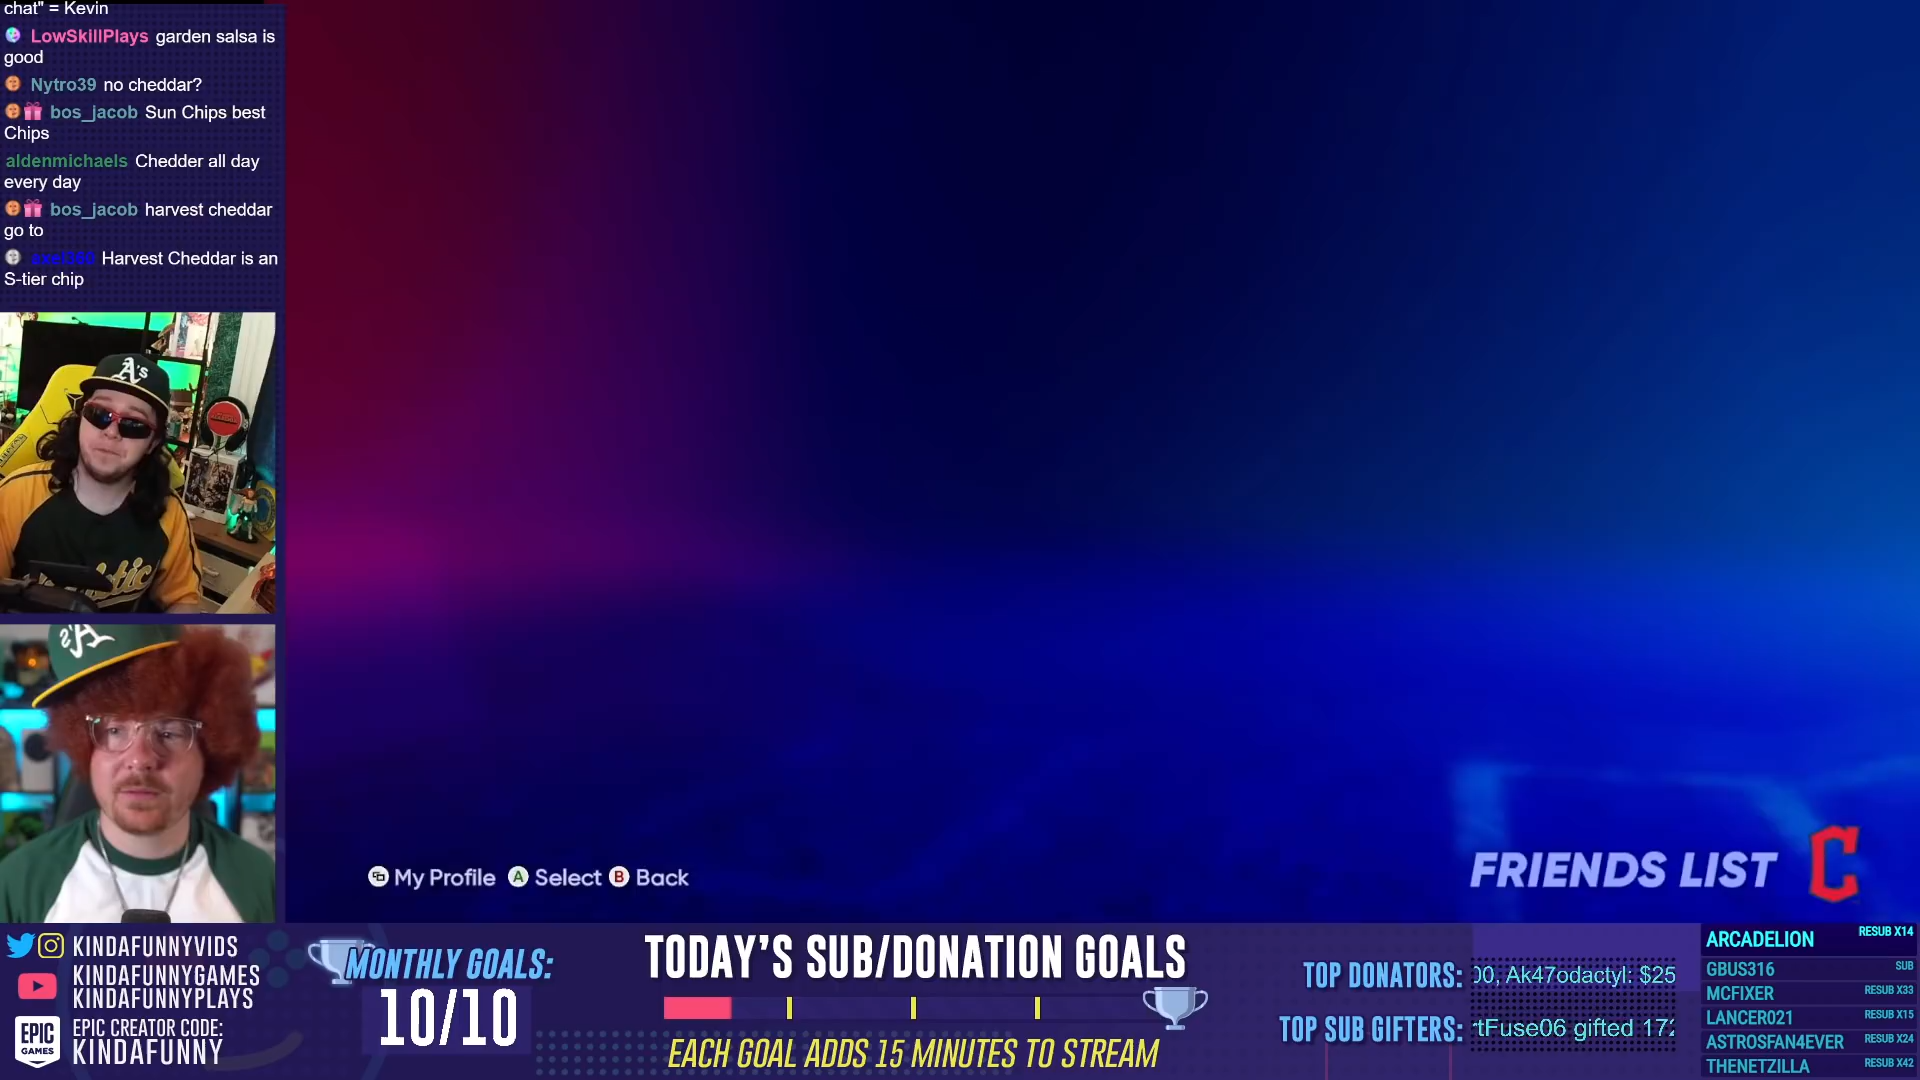 chat" = Kevin
LowSkillPlays garden salsa is
good
Nytro39 no cheddar?
bos_jacob Sun Chips best
Chips
aldenmichaels Chedder all day
every day
bos_jacob harvest cheddar
go to
Harvest Cheddar is an
S-tier chip
A's
A's
My Profile A Select B Back
FRIENDS LIST C
KINDAFUNNYVIDS
KINDAFUNNYGAMES
KINDAFUNNYPLAYS
EPIC GAMES
EPIC CREATOR CODE:
KINDAFUNNY
MONTHLY GOALS:
10/10
TODAY'S SUB/DONATION GOALS
EACH GOAL ADDS 15 MINUTES TO STREAM
TOP DONATORS: 00, Ak47odactyl: $25
TOP SUB GIFTERS: rtFuse06 gifted 172
ARCADELION RESUB X14
GBUS316 SUB
MCFIXER RESUB X33
LANCER021 RESUB X15
ASTROSFAN4EVER RESUB X24
THENETZILLA RESUB X42